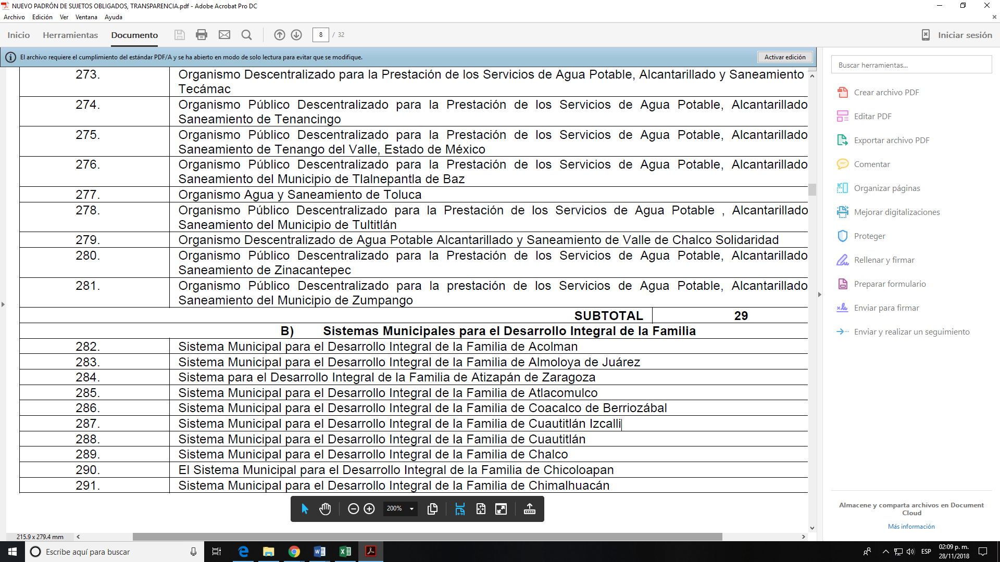 NUEVO PADRÓN DE SUJETOS OBLIGADOS, TRANSPARENCIA.pdf - Adobe Acrobat Pro DC
Archivo Edición Ver Ventana Ayuda
Inicio Herramientas Documento 8 / 32 Iniciar sesión
El archivo requiere el cumplimiento del estándar PDF/A y se ha abierto en modo de solo lectura para evitar que se modifique. Activar edición
273. Organismo Descentralizado para la Prestación de los Servicios de Agua Potable, Alcantarillado y Saneamiento
Tecámac
274. Organismo Público Descentralizado para la Prestación de los Servicios de Agua Potable, Alcantarillado
Saneamiento de Tenancingo
275. Organismo Público Descentralizado para la Prestación de los Servicios de Agua Potable, Alcantarillado
Saneamiento de Tenango del Valle, Estado de México
276. Organismo Público Descentralizado para la Prestación de los Servicios de Agua Potable, Alcantarillado
Saneamiento del Municipio de Tlalnepantla de Baz
277. Organismo Agua y Saneamiento de Toluca
278. Organismo Público Descentralizado para la Prestación de los Servicios de Agua Potable , Alcantarillado
Saneamiento del Municipio de Tultitlán
279. Organismo Descentralizado de Agua Potable Alcantarillado y Saneamiento de Valle de Chalco Solidaridad
280. Organismo Público Descentralizado para la Prestación de los Servicios de Agua Potable, Alcantarillado
Saneamiento de Zinacantepec
281. Organismo Público Descentralizado para la prestación de los Servicios de Agua Potable, Alcantarillado
Saneamiento del Municipio de Zumpango
SUBTOTAL 29
B) Sistemas Municipales para el Desarrollo Integral de la Familia
282. Sistema Municipal para el Desarrollo Integral de la Familia de Acolman
283. Sistema Municipal para el Desarrollo Integral de la Familia de Almoloya de Juárez
284. Sistema para el Desarrollo Integral de la Familia de Atizapán de Zaragoza
285. Sistema Municipal para el Desarrollo Integral de la Familia de Atlacomulco
286. Sistema Municipal para el Desarrollo Integral de la Familia de Coacalco de Berriozábal
287. Sistema Municipal para el Desarrollo Integral de la Familia de Cuautitlán Izcalli
288. Sistema Municipal para el Desarrollo Integral de la Familia de Cuautitlán
289. Sistema Municipal para el Desarrollo Integral de la Familia de Chalco
290. El Sistema Municipal para el Desarrollo Integral de la Familia de Chicoloapan
291. Sistema Municipal para el Desarrollo Integral de la Familia de Chimalhuacán
200%
215.9 x 279.4 mm
Buscar herramientas...
Crear archivo PDF
Editar PDF
Exportar archivo PDF
Comentar
Organizar páginas
Mejorar digitalizaciones
Proteger
Rellenar y firmar
Preparar formulario
Enviar para firmar
Enviar y realizar un seguimiento
Almacene y comparta archivos en Document
Cloud
Más información
Escribe aquí para buscar
ESP
02:09 p. m.
28/11/2018